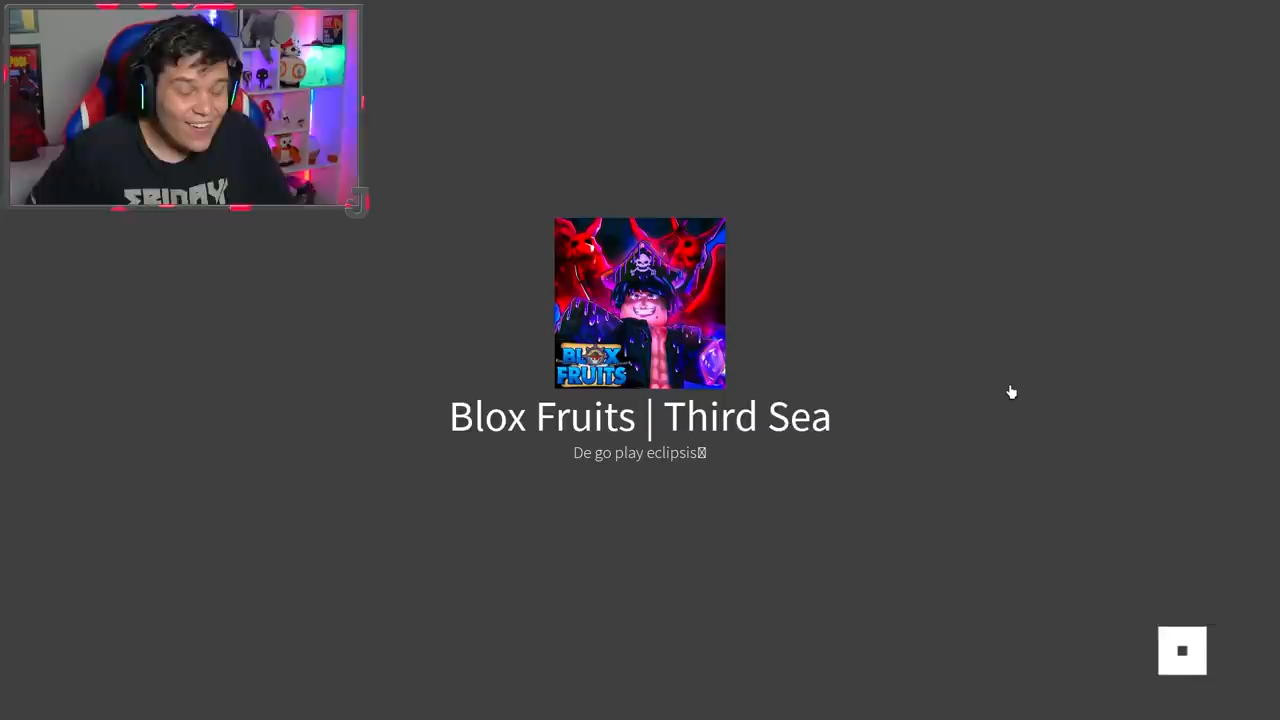 FRIDAY
J
BLOX
FRUITS
Blox Fruits | Third Sea
De go play eclipsis